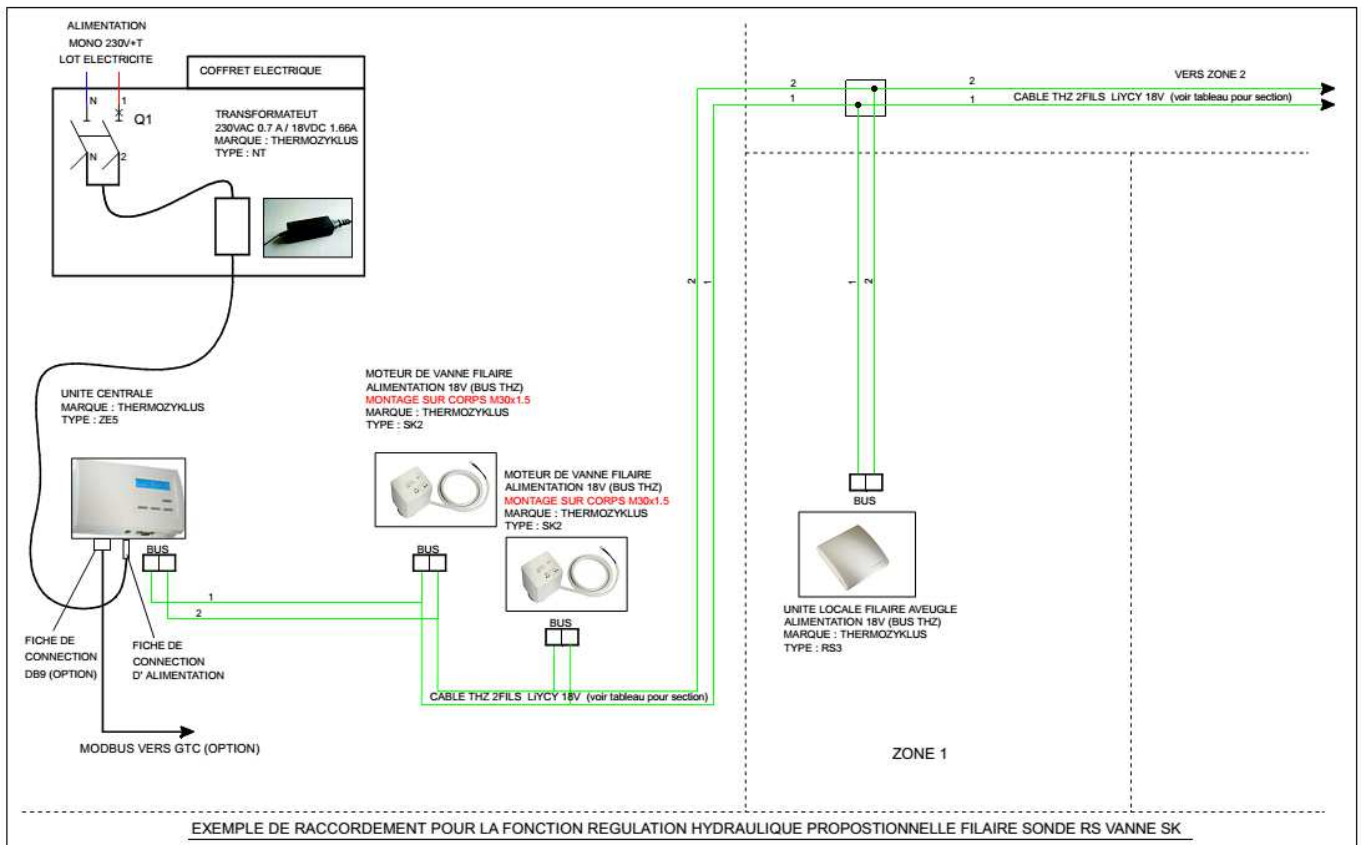 ALIMENTATION
MONO 230V+T
LOT ELECTRICITE
COFFRET ELECTRIQUE
N
1
Q1
N
2
TRANSFORMATEUT
230VAC 0.7 A / 18VDC 1.66A
MARQUE : THERMOZYKLUS
TYPE : NT
UNITE CENTRALE
MARQUE : THERMOZYKLUS
TYPE : ZE5
BUS
1
2
FICHE DE
CONNECTION
DB9 (OPTION)
FICHE DE
CONNECTION
D' ALIMENTATION
MODBUS VERS GTC (OPTION)
MOTEUR DE VANNE FILAIRE
ALIMENTATION 18V (BUS THZ)
MONTAGE SUR CORPS M30x1.5
MARQUE : THERMOZYKLUS
TYPE : SK2
BUS
MOTEUR DE VANNE FILAIRE
ALIMENTATION 18V (BUS THZ)
MONTAGE SUR CORPS M30x1.5
MARQUE : THERMOZYKLUS
TYPE : SK2
BUS
CABLE THZ 2FILS LiYCY 18V (voir tableau pour section)
2
1
2
1
2
1
VERS ZONE 2
CABLE THZ 2FILS LiYCY 18V (voir tableau pour section)
1
2
BUS
UNITE LOCALE FILAIRE AVEUGLE
ALIMENTATION 18V (BUS THZ)
MARQUE : THERMOZYKLUS
TYPE : RS3
ZONE 1
EXEMPLE DE RACCORDEMENT POUR LA FONCTION REGULATION HYDRAULIQUE PROPOSTIONNELLE FILAIRE SONDE RS VANNE SK